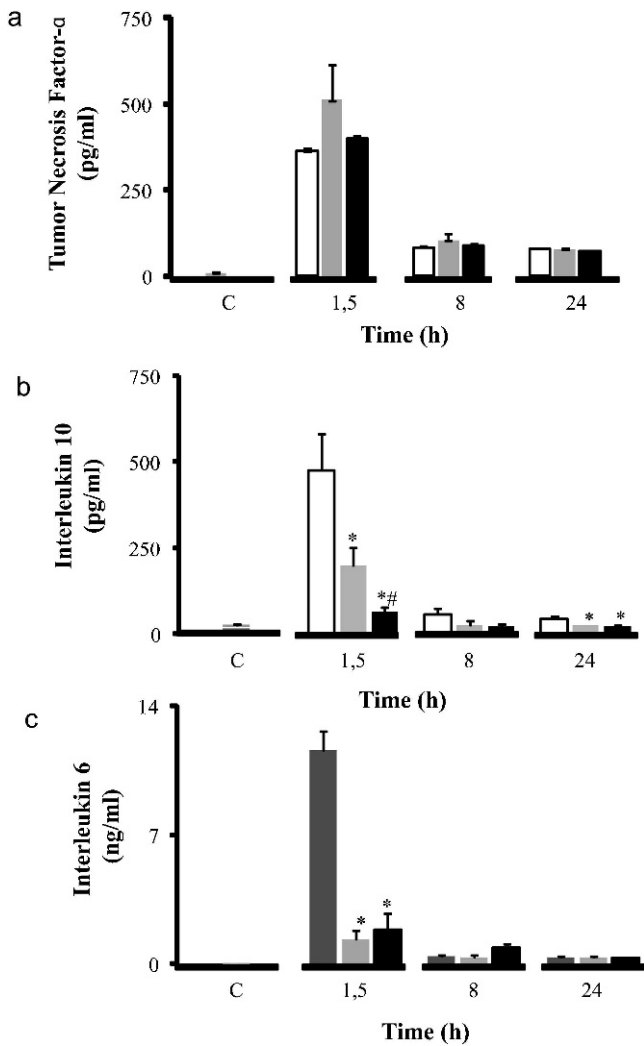 a
Tumor Necrosis Factor-α
(pg/ml)
750
500
250
0
C
1,5
8
24
Time (h)
b
Interleukin 10
(pg/ml)
750
500
250
0
*
*#
*
*
C
1,5
8
24
Time (h)
c
Interleukin 6
(ng/ml)
14
7
0
*
*
C
1,5
8
24
Time (h)